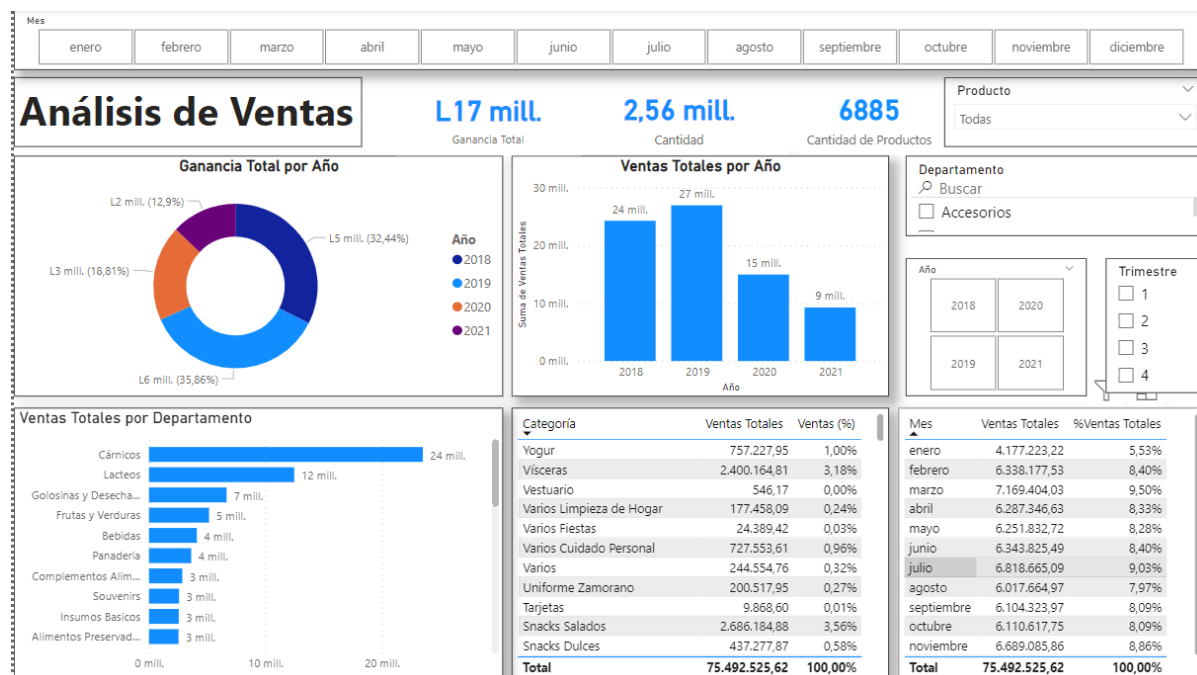 Mes
enero febrero marzo abril mayo junio julio agosto septiembre octubre noviembre diciembre
Análisis de Ventas
L17 mill.
Ganancia Total
2,56 mill.
Cantidad
6885
Cantidad de Productos
Producto
Todas
Ganancia Total por Año
L2 mill. (12,9%)
L5 mill. (32,44%)
L3 mill. (18,81%)
L6 mill. (35,86%)
Año
2018
2019
2020
2021
Ventas Totales por Año
Suma de Ventas Totales
30 mill.
20 mill.
10 mill.
0 mill.
24 mill.
27 mill.
15 mill.
9 mill.
2018 2019 2020 2021
Año
Departamento
Buscar
Accesorios
Año
2018 2020
2019 2021
Trimestre
1
2
3
4
Ventas Totales por Departamento
Cárnicos 24 mill.
Lacteos 12 mill.
Golosinas y Desecha... 7 mill.
Frutas y Verduras 5 mill.
Bebidas 4 mill.
Panadería 4 mill.
Complementos Alim... 3 mill.
Souvenirs 3 mill.
Insumos Basicos 3 mill.
Alimentos Preservad... 3 mill.
0 mill. 10 mill. 20 mill.
Categoría Ventas Totales Ventas (%)
Yogur 757.227,95 1,00%
Vísceras 2.400.164,81 3,18%
Vestuario 546,17 0,00%
Varios Limpieza de Hogar 177.458,09 0,24%
Varios Fiestas 24.389,42 0,03%
Varios Cuidado Personal 727.553,61 0,96%
Varios 244.554,76 0,32%
Uniforme Zamorano 200.517,95 0,27%
Tarjetas 9.868,60 0,01%
Snacks Salados 2.686.184,88 3,56%
Snacks Dulces 437.277,87 0,58%
Total 75.492.525,62 100,00%
Mes Ventas Totales %Ventas Totales
enero 4.177.223,22 5,53%
febrero 6.338.177,53 8,40%
marzo 7.169.404,03 9,50%
abril 6.287.346,63 8,33%
mayo 6.251.832,72 8,28%
junio 6.343.825,49 8,40%
julio 6.818.665,09 9,03%
agosto 6.017.664,97 7,97%
septiembre 6.104.323,97 8,09%
octubre 6.110.617,75 8,09%
noviembre 6.689.085,86 8,86%
Total 75.492.525,62 100,00%